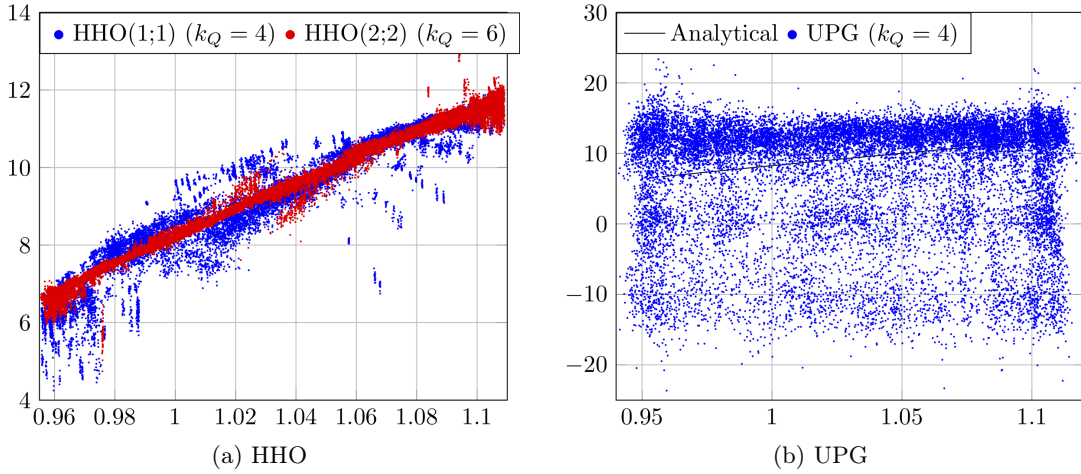 14
12
10
8
6
4
HHO(1;1) (k_Q = 4) HHO(2;2) (k_Q = 6)
0.96 0.98 1 1.02 1.04 1.06 1.08 1.1
(a) HHO
30
20
10
0
−10
−20
Analytical UPG (k_Q = 4)
0.95 1 1.05 1.1
(b) UPG